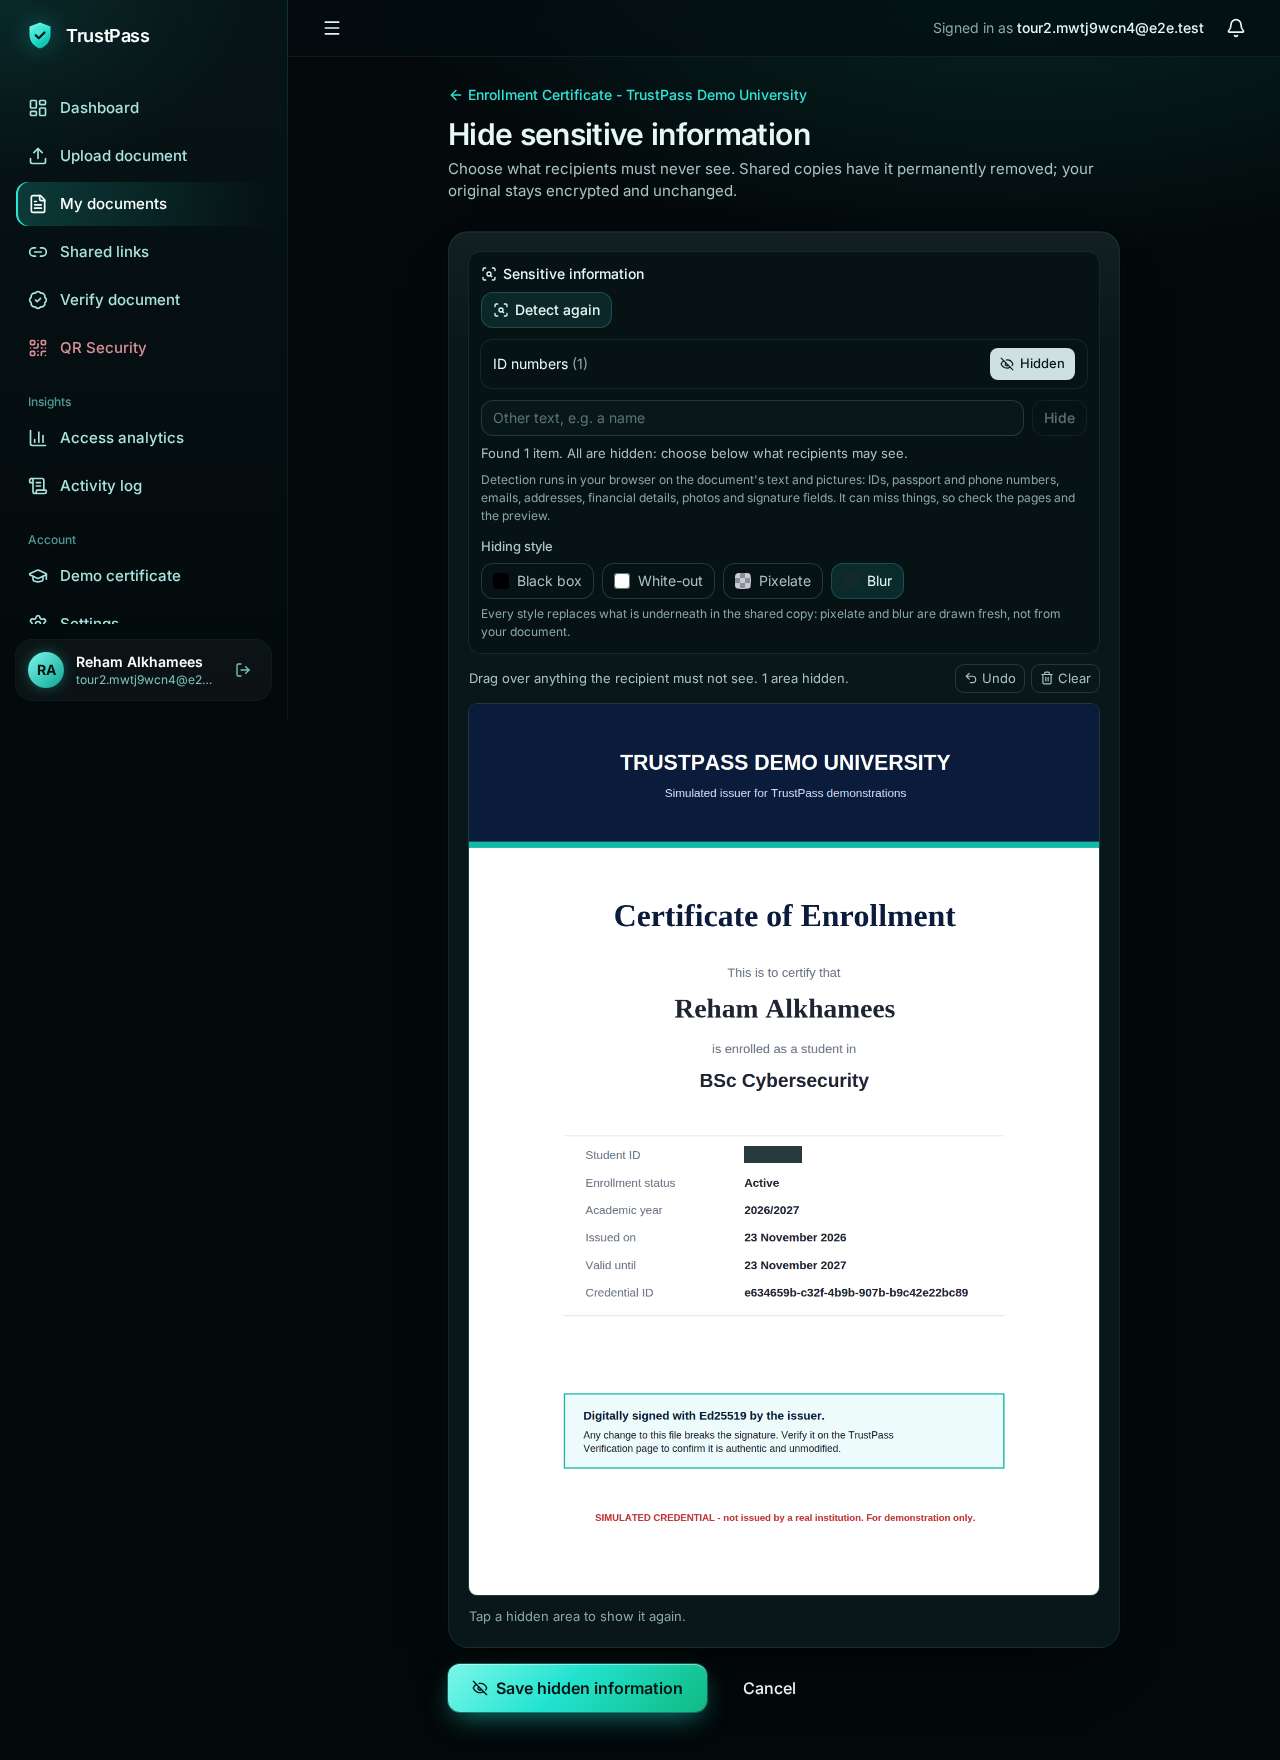 TrustPass
Signed in as tour2.mwtj9wcn4@e2e.test
Dashboard
Upload document
My documents
Shared links
Verify document
QR Security
Insights
Access analytics
Activity log
Account
Demo certificate
Settings
RA
Reham Alkhamees
tour2.mwtj9wcn4@e2...
Enrollment Certificate - TrustPass Demo University
Hide sensitive information
Choose what recipients must never see. Shared copies have it permanently removed; your
original stays encrypted and unchanged.
Sensitive information
Detect again
ID numbers (1)
Hidden
Other text, e.g. a name
Hide
Found 1 item. All are hidden: choose below what recipients may see.
Detection runs in your browser on the document's text and pictures: IDs, passport and phone numbers,
emails, addresses, financial details, photos and signature fields. It can miss things, so check the pages and
the preview.
Hiding style
Black box
White-out
Pixelate
Blur
Every style replaces what is underneath in the shared copy: pixelate and blur are drawn fresh, not from
your document.
Drag over anything the recipient must not see. 1 area hidden.
Undo
Clear
TRUSTPASS DEMO UNIVERSITY
Simulated issuer for TrustPass demonstrations
Certificate of Enrollment
This is to certify that
Reham Alkhamees
is enrolled as a student in
BSc Cybersecurity
Student ID
Enrollment status Active
Academic year 2026/2027
Issued on 23 November 2026
Valid until 23 November 2027
Credential ID e634659b-c32f-4b9b-907b-b9c42e22bc89
Digitally signed with Ed25519 by the issuer.
Any change to this file breaks the signature. Verify it on the TrustPass
Verification page to confirm it is authentic and unmodified.
SIMULATED CREDENTIAL - not issued by a real institution. For demonstration only.
Tap a hidden area to show it again.
Save hidden information
Cancel